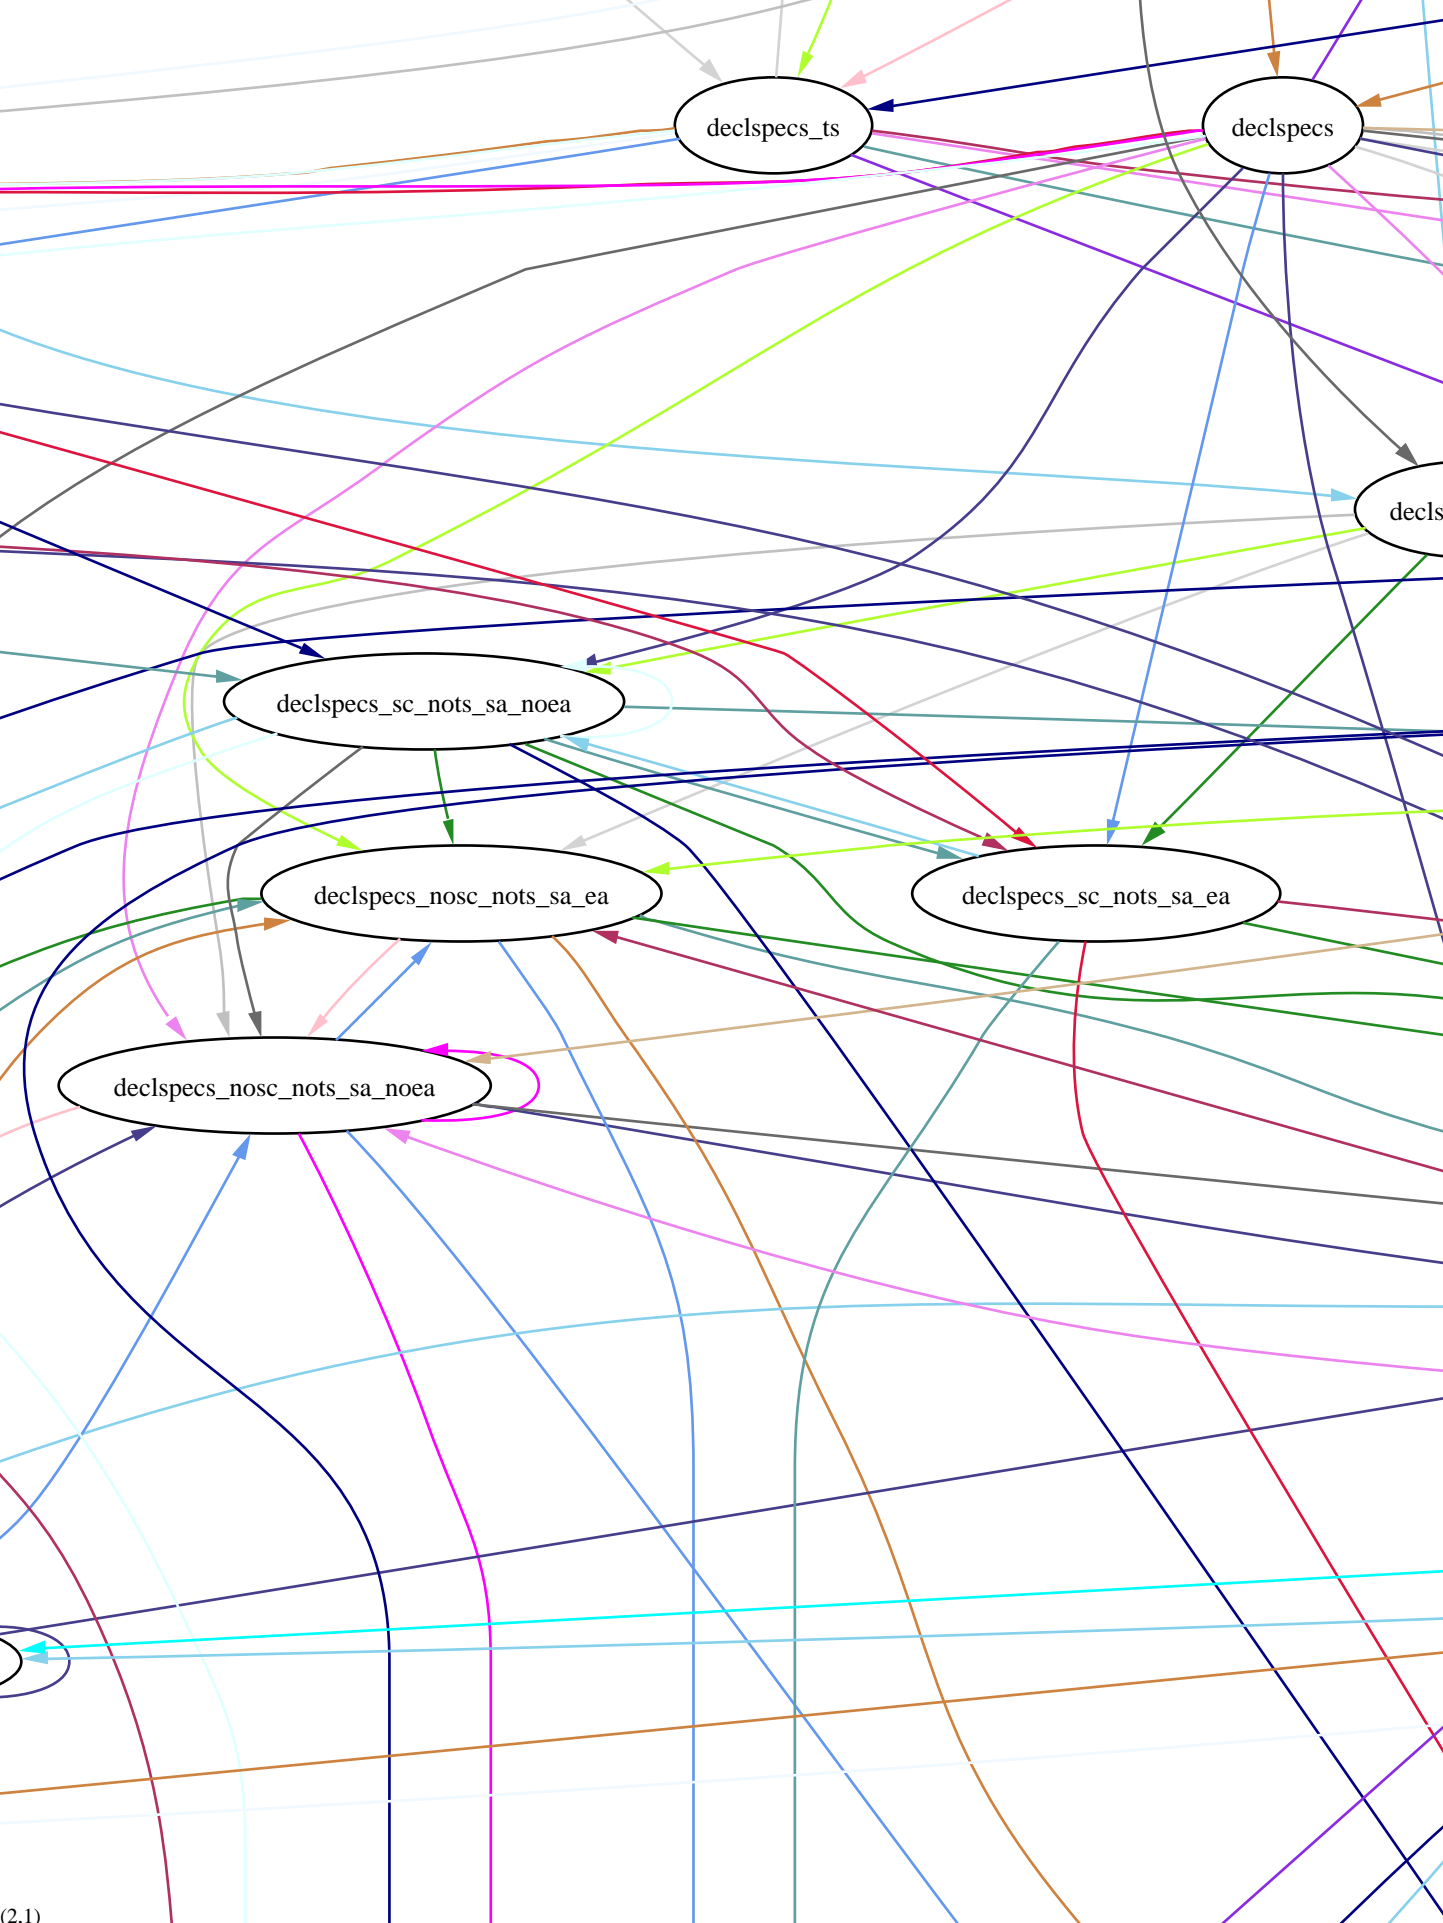 declspecs_ts
declspecs
decls
declspecs_sc_nots_sa_noea
declspecs_nosc_nots_sa_ea
declspecs_sc_nots_sa_ea
declspecs_nosc_nots_sa_noea
(2,1)